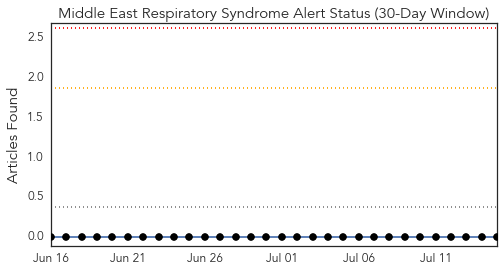 Middle East Respiratory Syndrome Alert Status (30-Day Window)
Articles Found
2.5
2.0
1.5
1.0
0.5
0.0
Jun 16 Jun 21 Jun 26 Jul 01 Jul 06 Jul 11